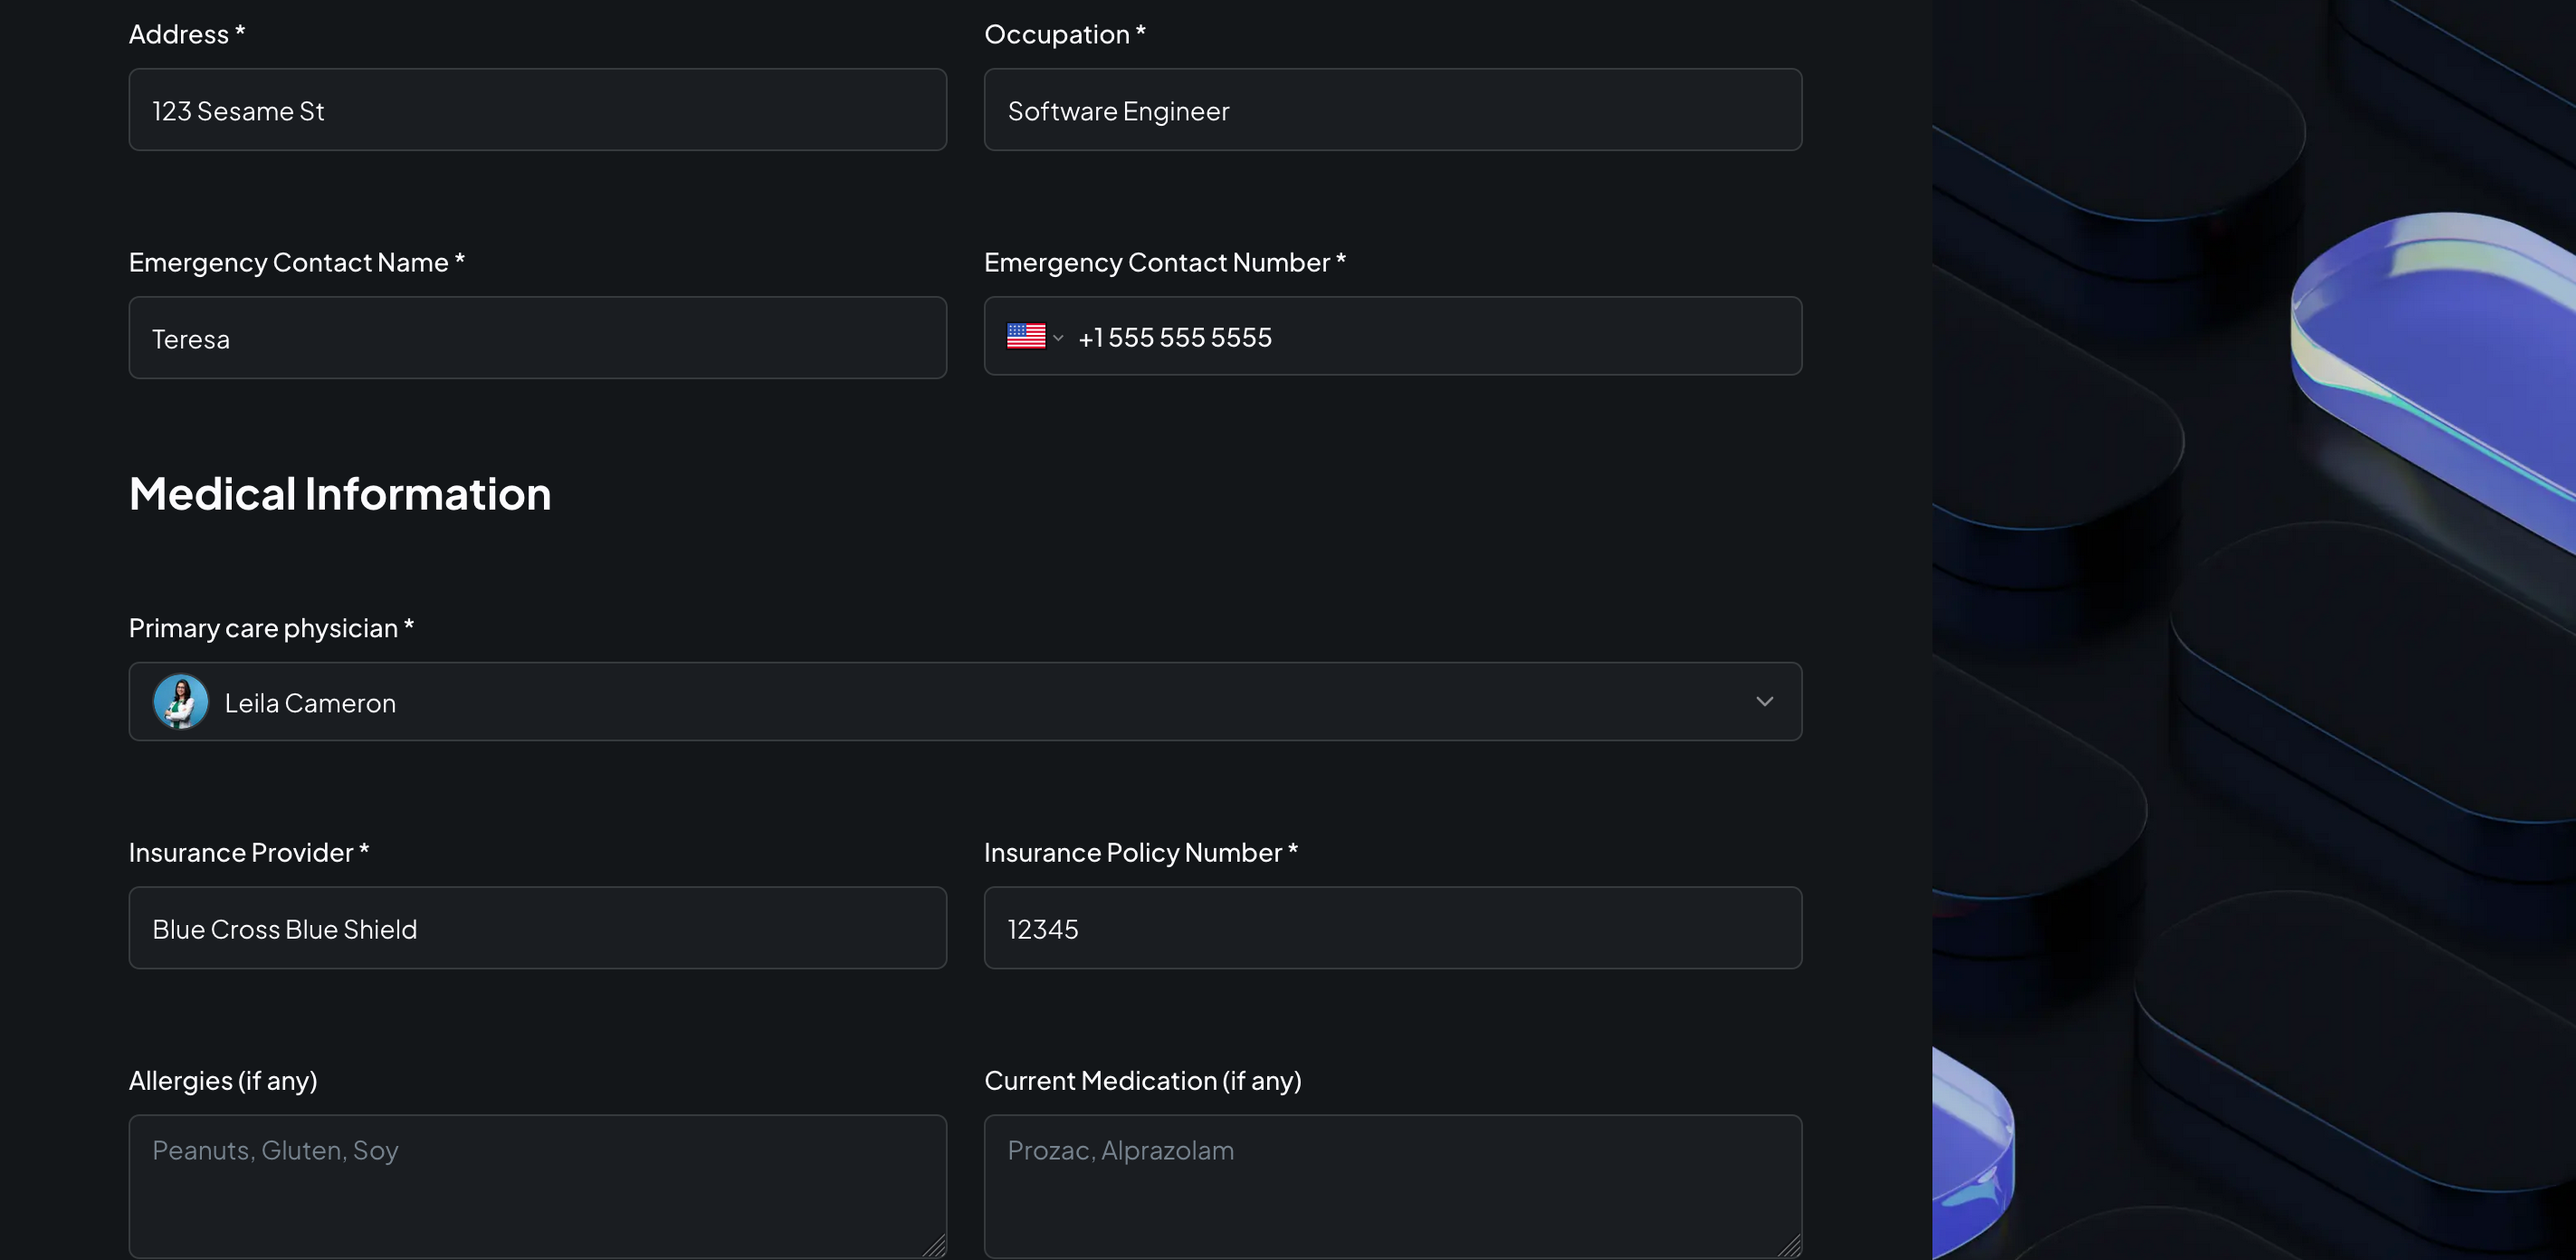 Address *
Occupation *
123 Sesame St
Software Engineer
Emergency Contact Name *
Emergency Contact Number *
Teresa
+1 555 555 5555
Medical Information
Primary care physician *
Leila Cameron
Insurance Provider *
Insurance Policy Number *
Blue Cross Blue Shield
12345
Allergies (if any)
Current Medication (if any)
Peanuts, Gluten, Soy
Prozac, Alprazolam